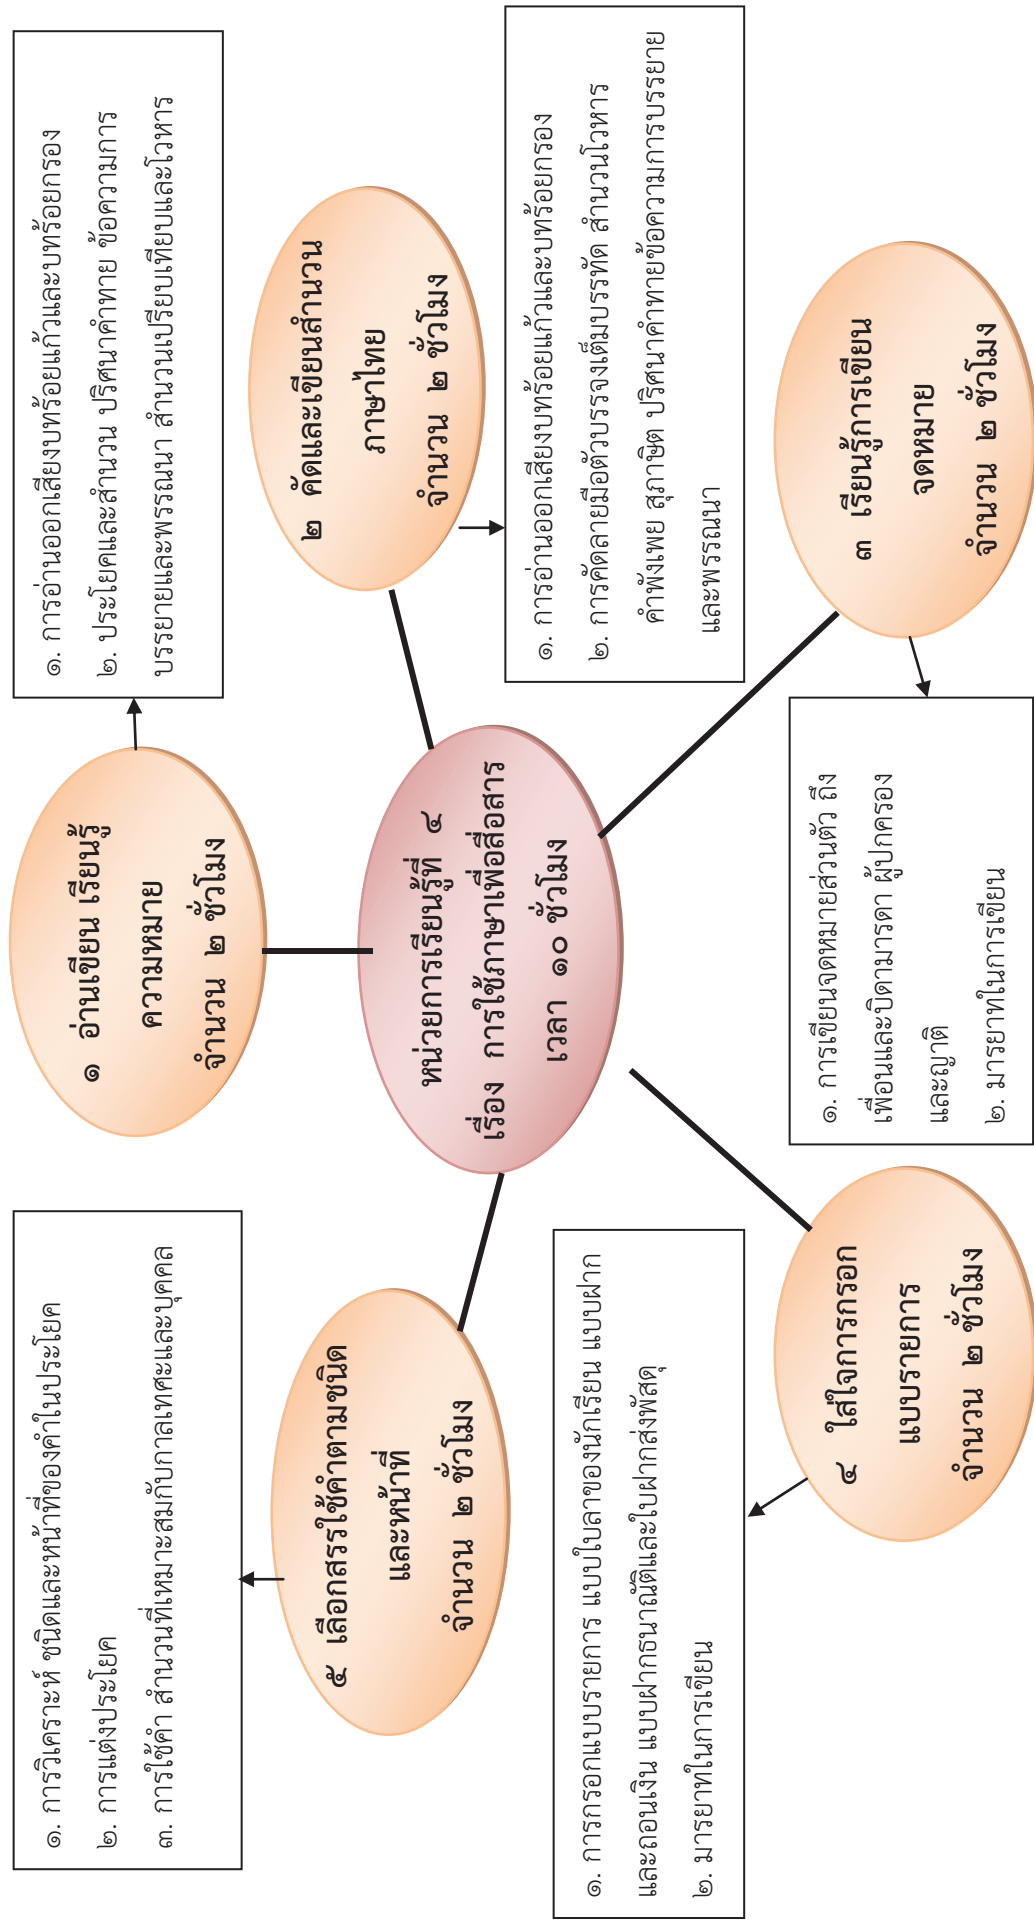 หน่วยการเรียนรู้ที่ ๔
เรื่อง การใช้ภาษาเพื่อสื่อสาร
เวลา ๑๐ ชั่วโมง
๑ อ่านเขียน เรียนรู้
ความหมาย
จำนวน ๒ ชั่วโมง
๑. การอ่านออกเสียงบทร้อยแก้วและบทร้อยกรอง
๒. ประโยคและสำนวน ปริศนาคำทาย ข้อความการ
บรรยายและพรรณนา สำนวนเปรียบเทียบและโวหาร
๒ คัดและเขียนสำนวน
ภาษาไทย
จำนวน ๒ ชั่วโมง
๑. การอ่านออกเสียงบทร้อยแก้วและบทร้อยกรอง
๒. การคัดลายมือตัวบรรจงเต็มบรรทัด สำนวนโวหาร
คำพังเพย สุภาษิต ปริศนาคำทายข้อความการบรรยาย
และพรรณนา
๓ เรียนรู้การเขียน
จดหมาย
จำนวน ๒ ชั่วโมง
๑. การเขียนจดหมายส่วนตัว ถึง
เพื่อนและบิดามารดา ผู้ปกครอง
และญาติ
๒. มารยาทในการเขียน
๔ ใส่ใจการกรอก
แบบรายการ
จำนวน ๒ ชั่วโมง
๑. การกรอกแบบรายการ แบบใบลาของนักเรียน แบบฝาก
และถอนเงิน แบบฝากธนาณัติและใบฝากส่งพัสดุ
๒. มารยาทในการเขียน
๕ เลือกสรรใช้คำตามชนิด
และหน้าที่
จำนวน ๒ ชั่วโมง
๑. การวิเคราะห์ ชนิดและหน้าที่ของคำในประโยค
๒. การแต่งประโยค
๓. การใช้คำ สำนวนที่เหมาะสมกับกาลเทศะและบุคคล